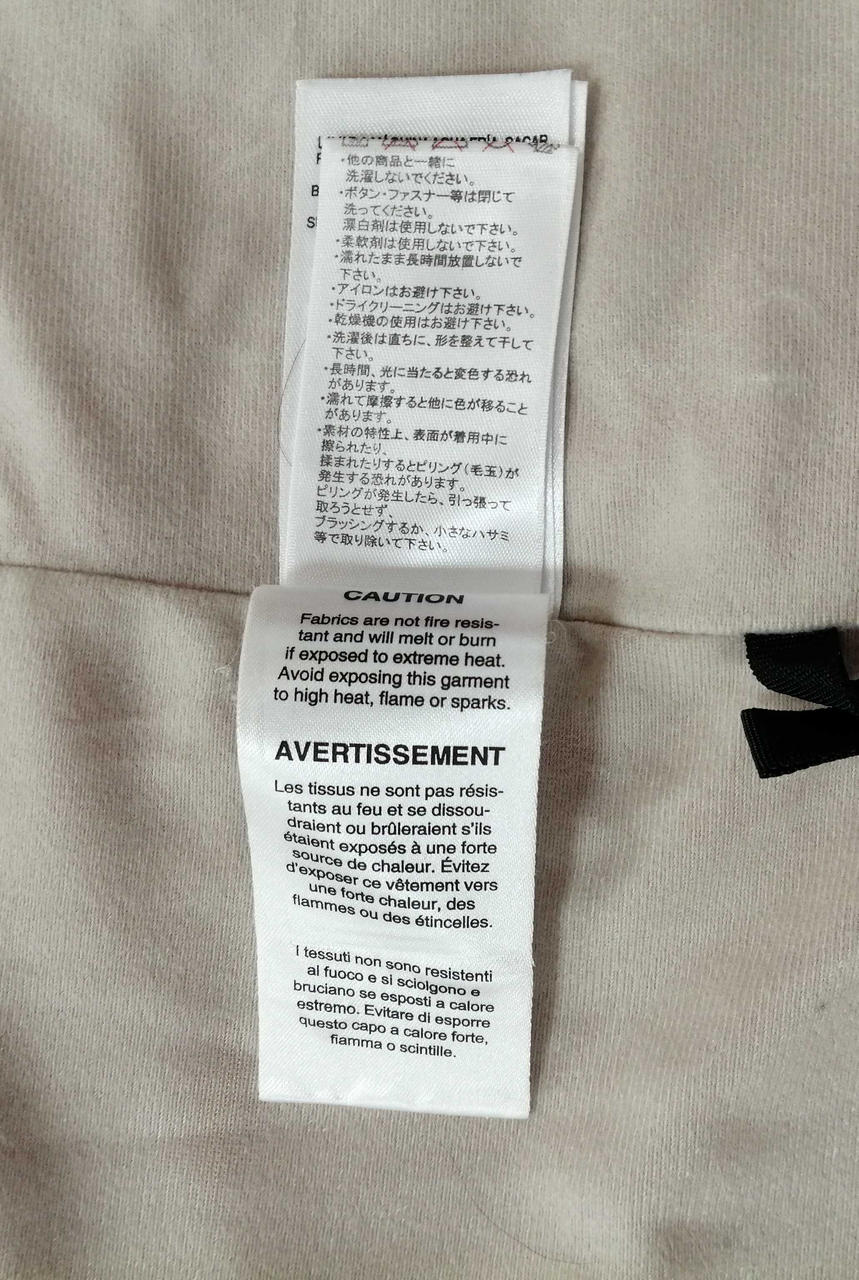 ・他の商品と一緒に
洗濯しないでください。
・ボタン・ファスナー等は閉じて
洗ってください。
漂白剤は使用しないで下さい。
・柔軟剤は使用しないで下さい。
・濡れたまま長時間放置しないで
下さい。
・アイロンはお避け下さい。
・ドライクリーニングはお避け下さい。
・乾燥機の使用はお避け下さい。
・洗濯後は直ちに、形を整えて干して
下さい。
・長時間、光に当たると変色する恐れ
があります。
・濡れて摩擦すると他に色が移ること
があります。
・素材の特性上、表面が着用中に
擦られたり、
揉まれたりするとピリング(毛玉)が
発生する恐れがあります。
ピリングが発生したら、引っ張って
取ろうとせず、
ブラッシングするか、小さなハサミ
等で取り除いて下さい。
CAUTION
Fabrics are not fire resis-
tant and will melt or burn
if exposed to extreme heat.
Avoid exposing this garment
to high heat, flame or sparks.
AVERTISSEMENT
Les tissus ne sont pas résis-
tants au feu et se dissou-
draient ou brûleraient s'ils
étaient exposés à une forte
source de chaleur. Évitez
d'exposer ce vêtement vers
une forte chaleur, des
flammes ou des étincelles.
I tessuti non sono resistenti
al fuoco e si sciolgono e
bruciano se esposti a calore
estremo. Evitare di esporre
questo capo a calore forte,
fiamma o scintille.